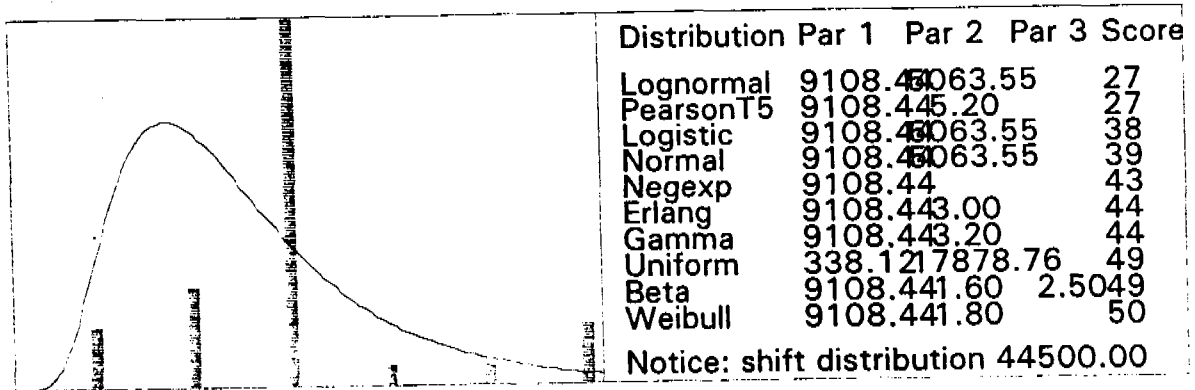 Distribution Par 1 Par 2 Par 3 Score
Lognormal 9108.44 5063.55 27
PearsonT5 9108.44 5.20 27
Logistic 9108.44 5063.55 38
Normal 9108.44 5063.55 39
Negexp 9108.44 43
Erlang 9108.44 3.00 44
Gamma 9108.44 3.20 44
Uniform 338.12 17878.76 49
Beta 9108.44 1.60 2.50 49
Weibull 9108.44 1.80 50
Notice: shift distribution 44500.00